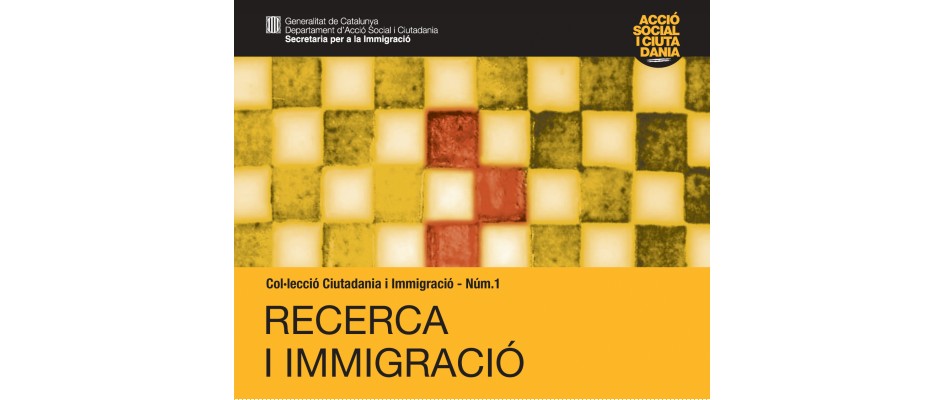 Generalitat de Catalunya
Departament d'Acció Social i Ciutadania
Secretaria per a la Immigració
ACCIÓ
SOCIAL
I CIUTA
DANIA
Col·lecció Ciutadania i Immigració - Núm.1
RECERCA
I IMMIGRACIÓ